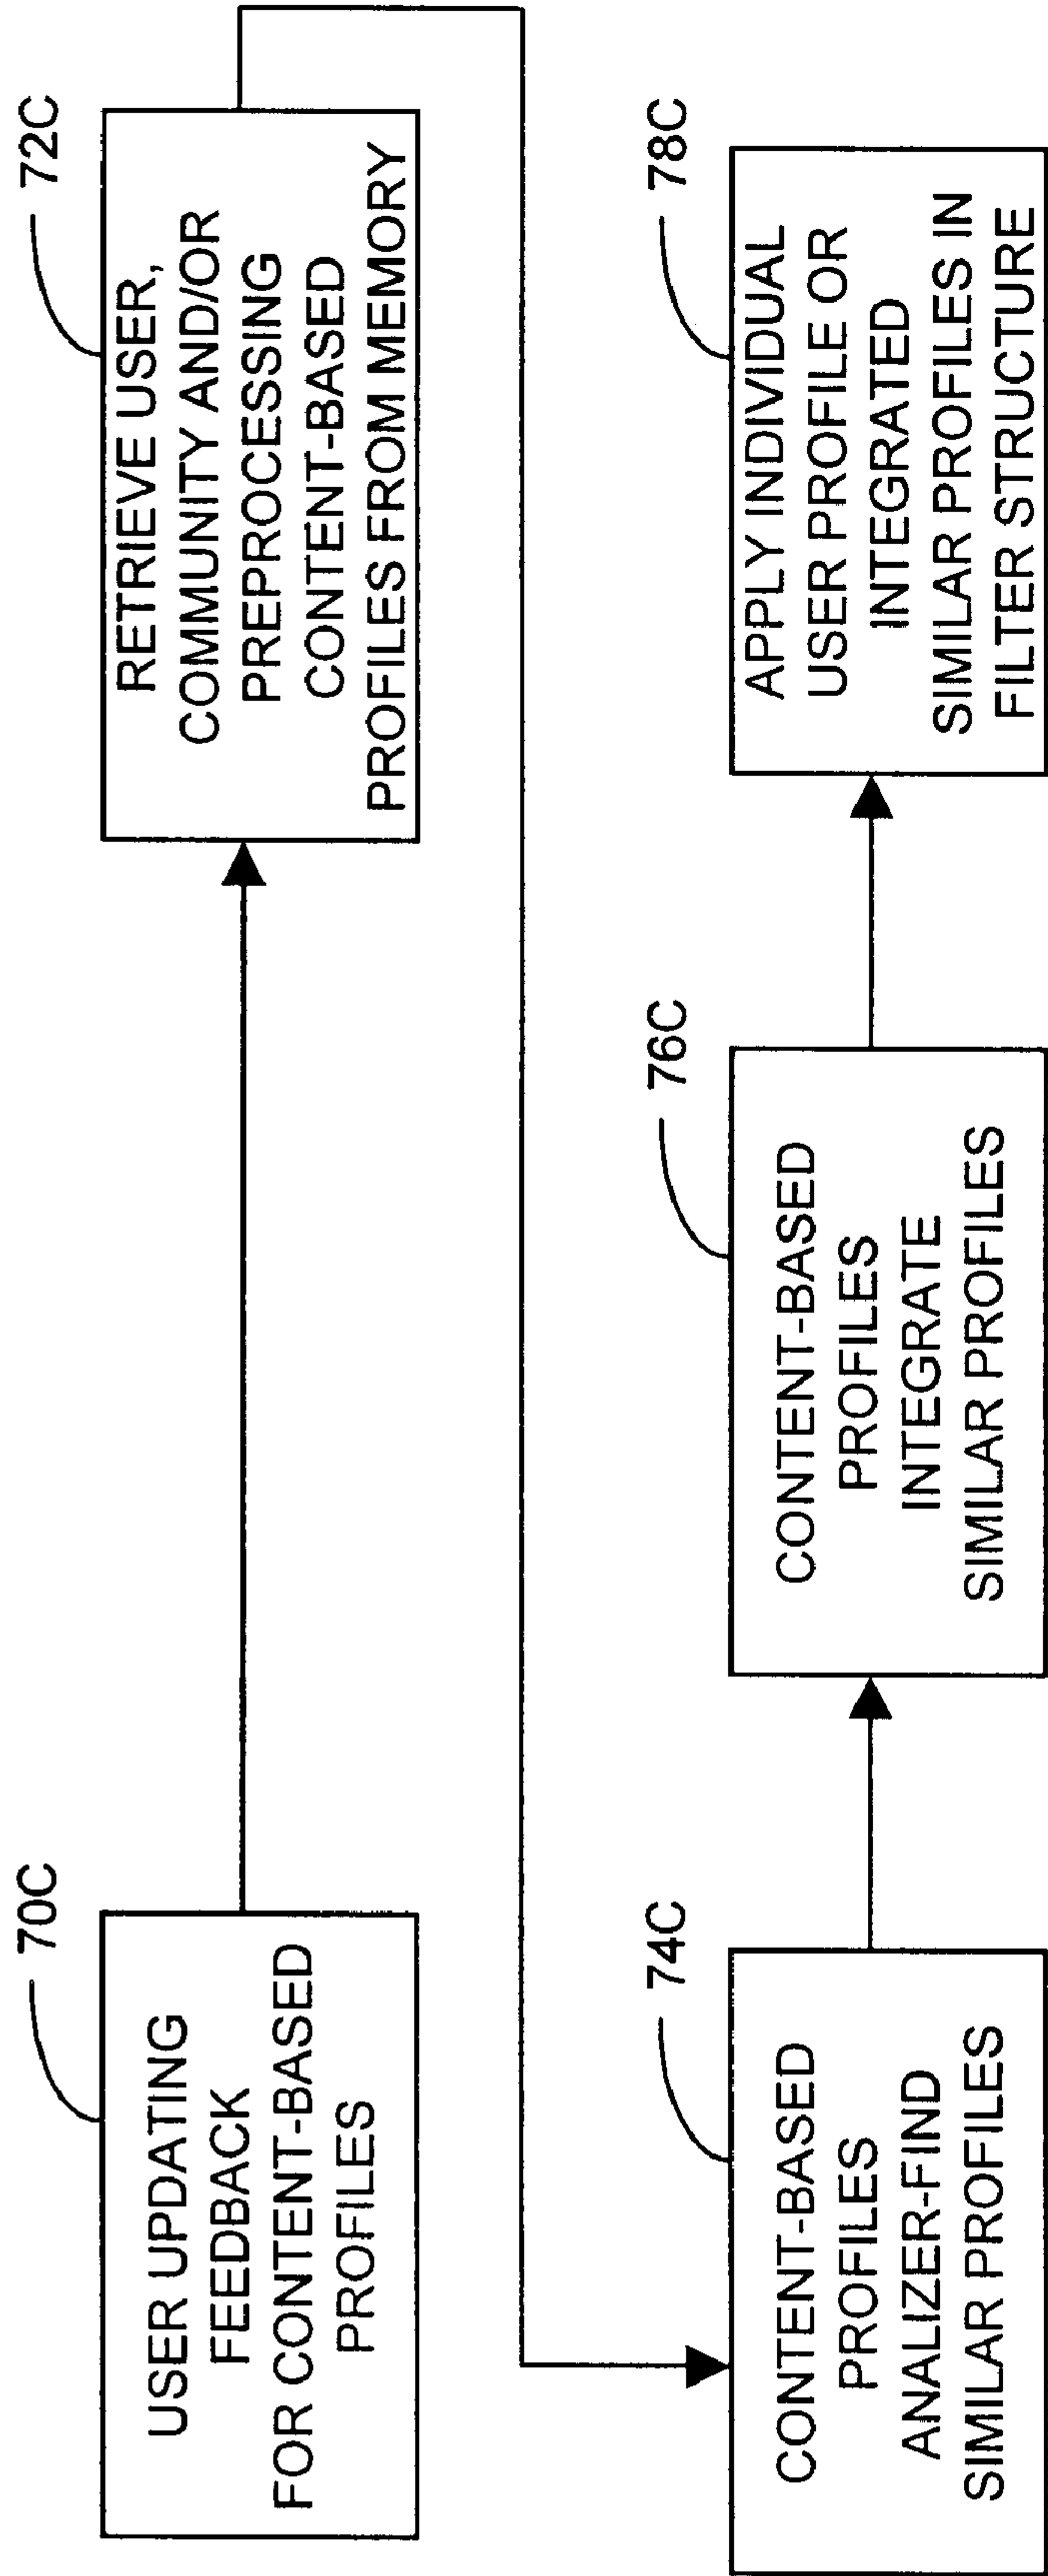 70C
USER UPDATING
FEEDBACK
FOR CONTENT-BASED
PROFILES
72C
RETRIEVE USER,
COMMUNITY AND/OR
PREPROCESSING
CONTENT-BASED
PROFILES FROM MEMORY
74C
CONTENT-BASED
PROFILES
ANALIZER-FIND
SIMILAR PROFILES
76C
CONTENT-BASED
PROFILES
INTEGRATE
SIMILAR PROFILES
78C
APPLY INDIVIDUAL
USER PROFILE OR
INTEGRATED
SIMILAR PROFILES IN
FILTER STRUCTURE